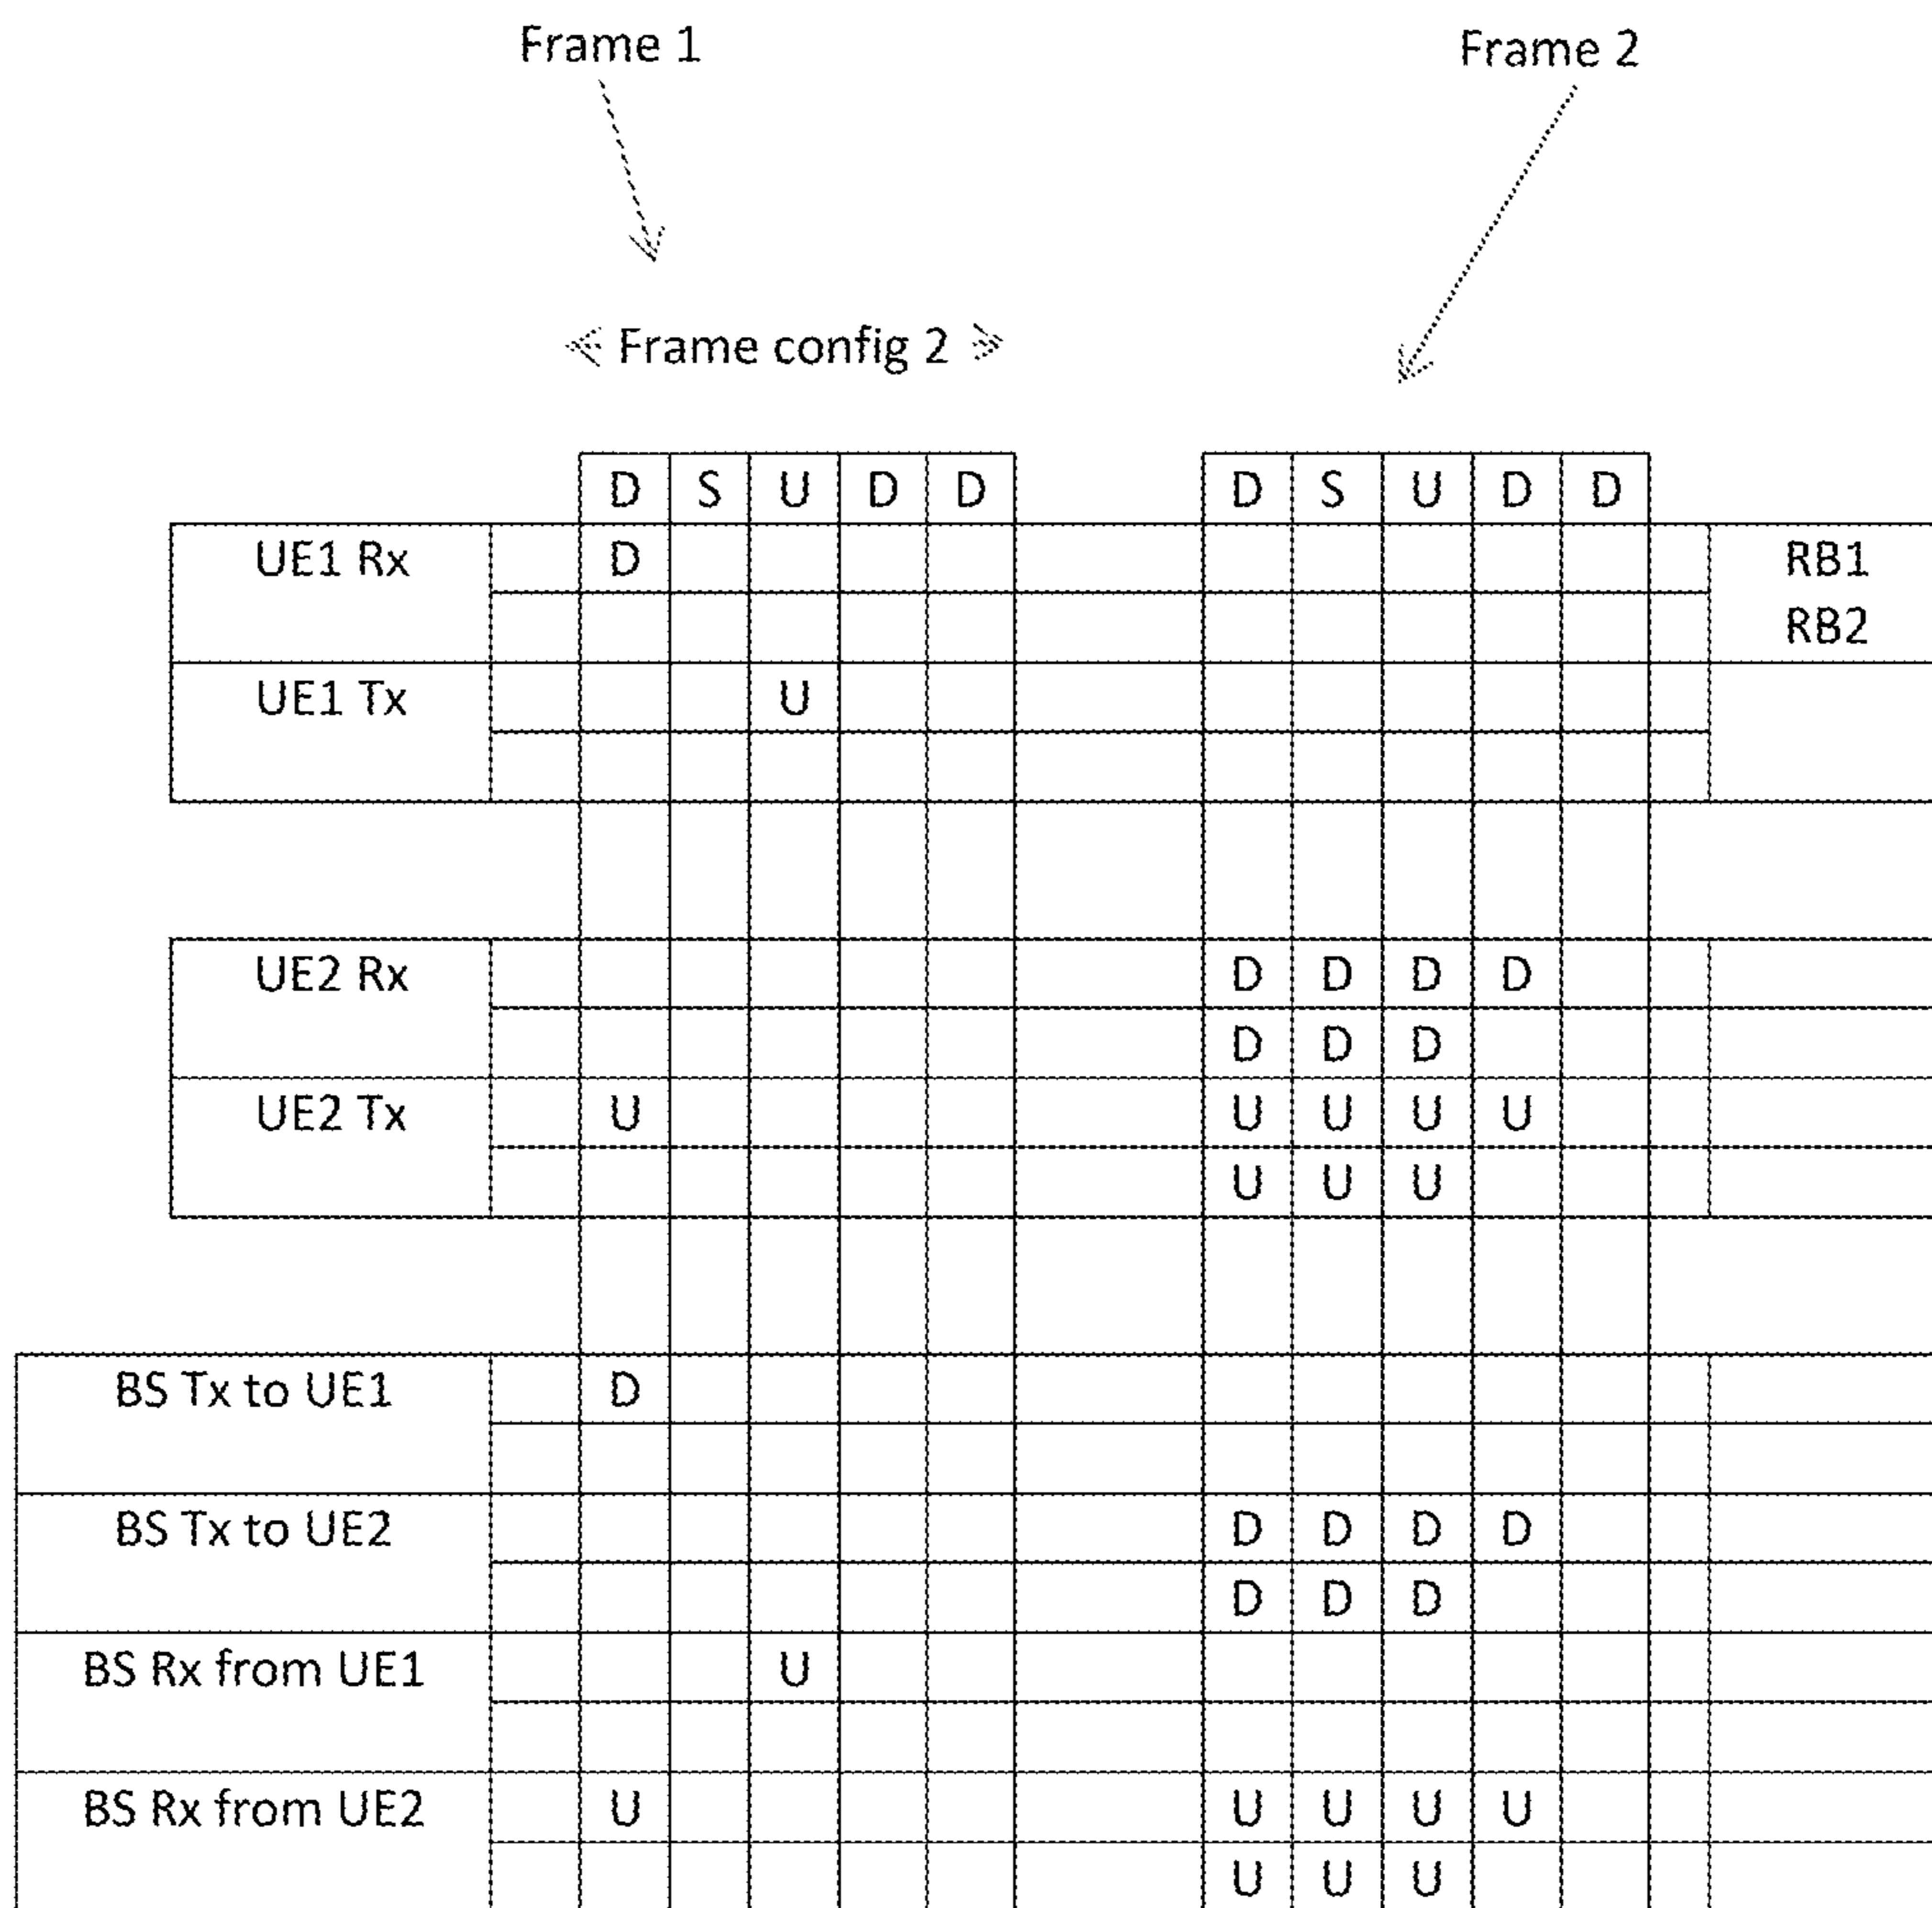 Frame 1 Frame 2
Frame config 2
D S U D D D S U D D
UE1 Rx D RB1
RB2
UE1 Tx U
UE2 Rx D D D D
D D D
UE2 Tx U U U U U
U U U
BS Tx to UE1 D
BS Tx to UE2 D D D D
D D D
BS Rx from UE1 U
BS Rx from UE2 U U U U U
U U U